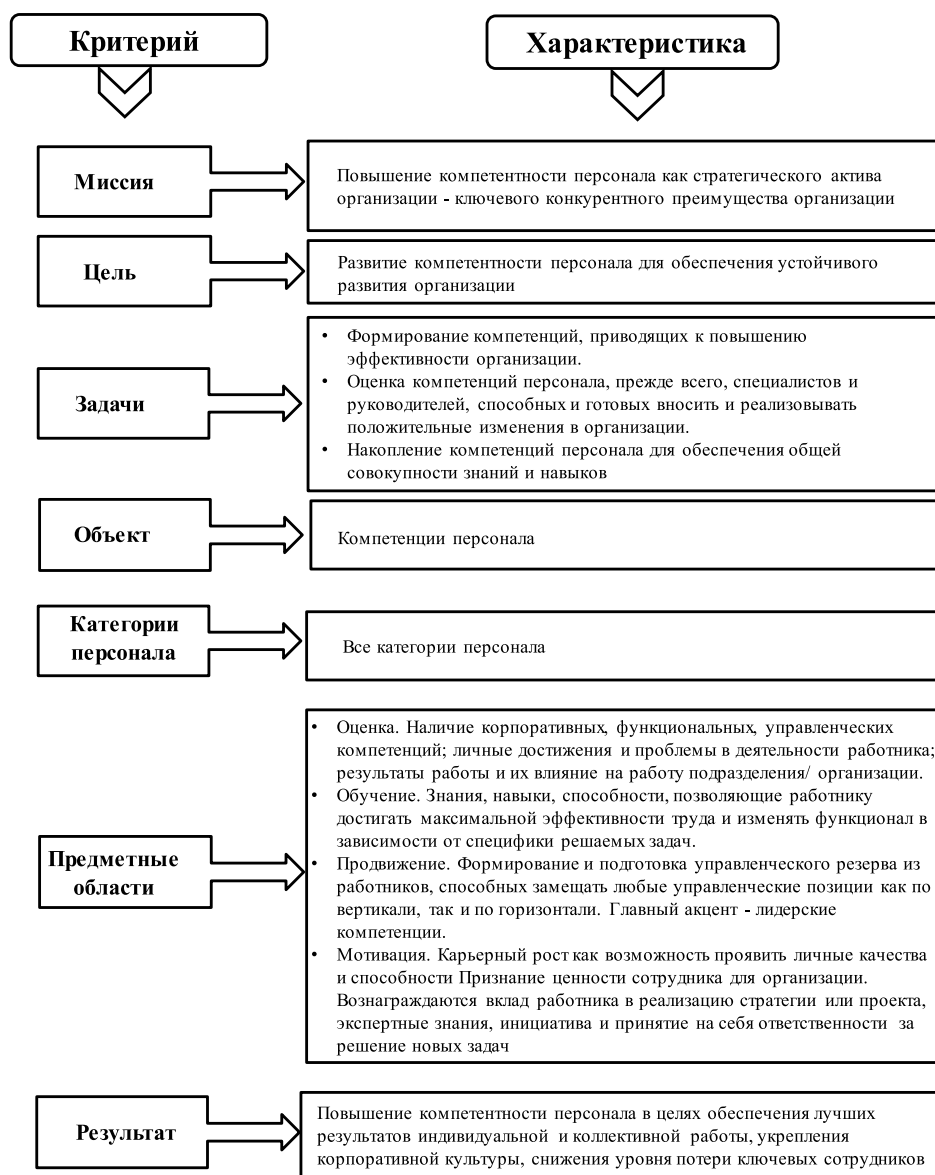 Критерий
Характеристика
Миссия
Повышение компетентности персонала как стратегического актива
организации - ключевого конкурентного преимущества организации
Цель
Развитие компетентности персонала для обеспечения устойчивого
развития организации
Задачи
• Формирование компетенций, приводящих к повышению
эффективности организации.
• Оценка компетенций персонала, прежде всего, специалистов и
руководителей, способных и готовых вносить и реализовывать
положительные изменения в организации.
• Накопление компетенций персонала для обеспечения общей
совокупности знаний и навыков
Объект
Компетенции персонала
Категории
персонала
Все категории персонала
Предметные
области
• Оценка. Наличие корпоративных, функциональных, управленческих
компетенций; личные достижения и проблемы в деятельности работника;
результаты работы и их влияние на работу подразделения/ организации.
• Обучение. Знания, навыки, способности, позволяющие работнику
достигать максимальной эффективности труда и изменять функционал в
зависимости от специфики решаемых задач.
• Продвижение. Формирование и подготовка управленческого резерва из
работников, способных замещать любые управленческие позиции как по
вертикали, так и по горизонтали. Главный акцент - лидерские
компетенции.
• Мотивация. Карьерный рост как возможность проявить личные качества
и способности Признание ценности сотрудника для организации.
Вознаграждаются вклад работника в реализацию стратегии или проекта,
экспертные знания, инициатива и принятие на себя ответственности за
решение новых задач
Результат
Повышение компетентности персонала в целях обеспечения лучших
результатов индивидуальной и коллективной работы, укрепления
корпоративной культуры, снижения уровня потери ключевых сотрудников